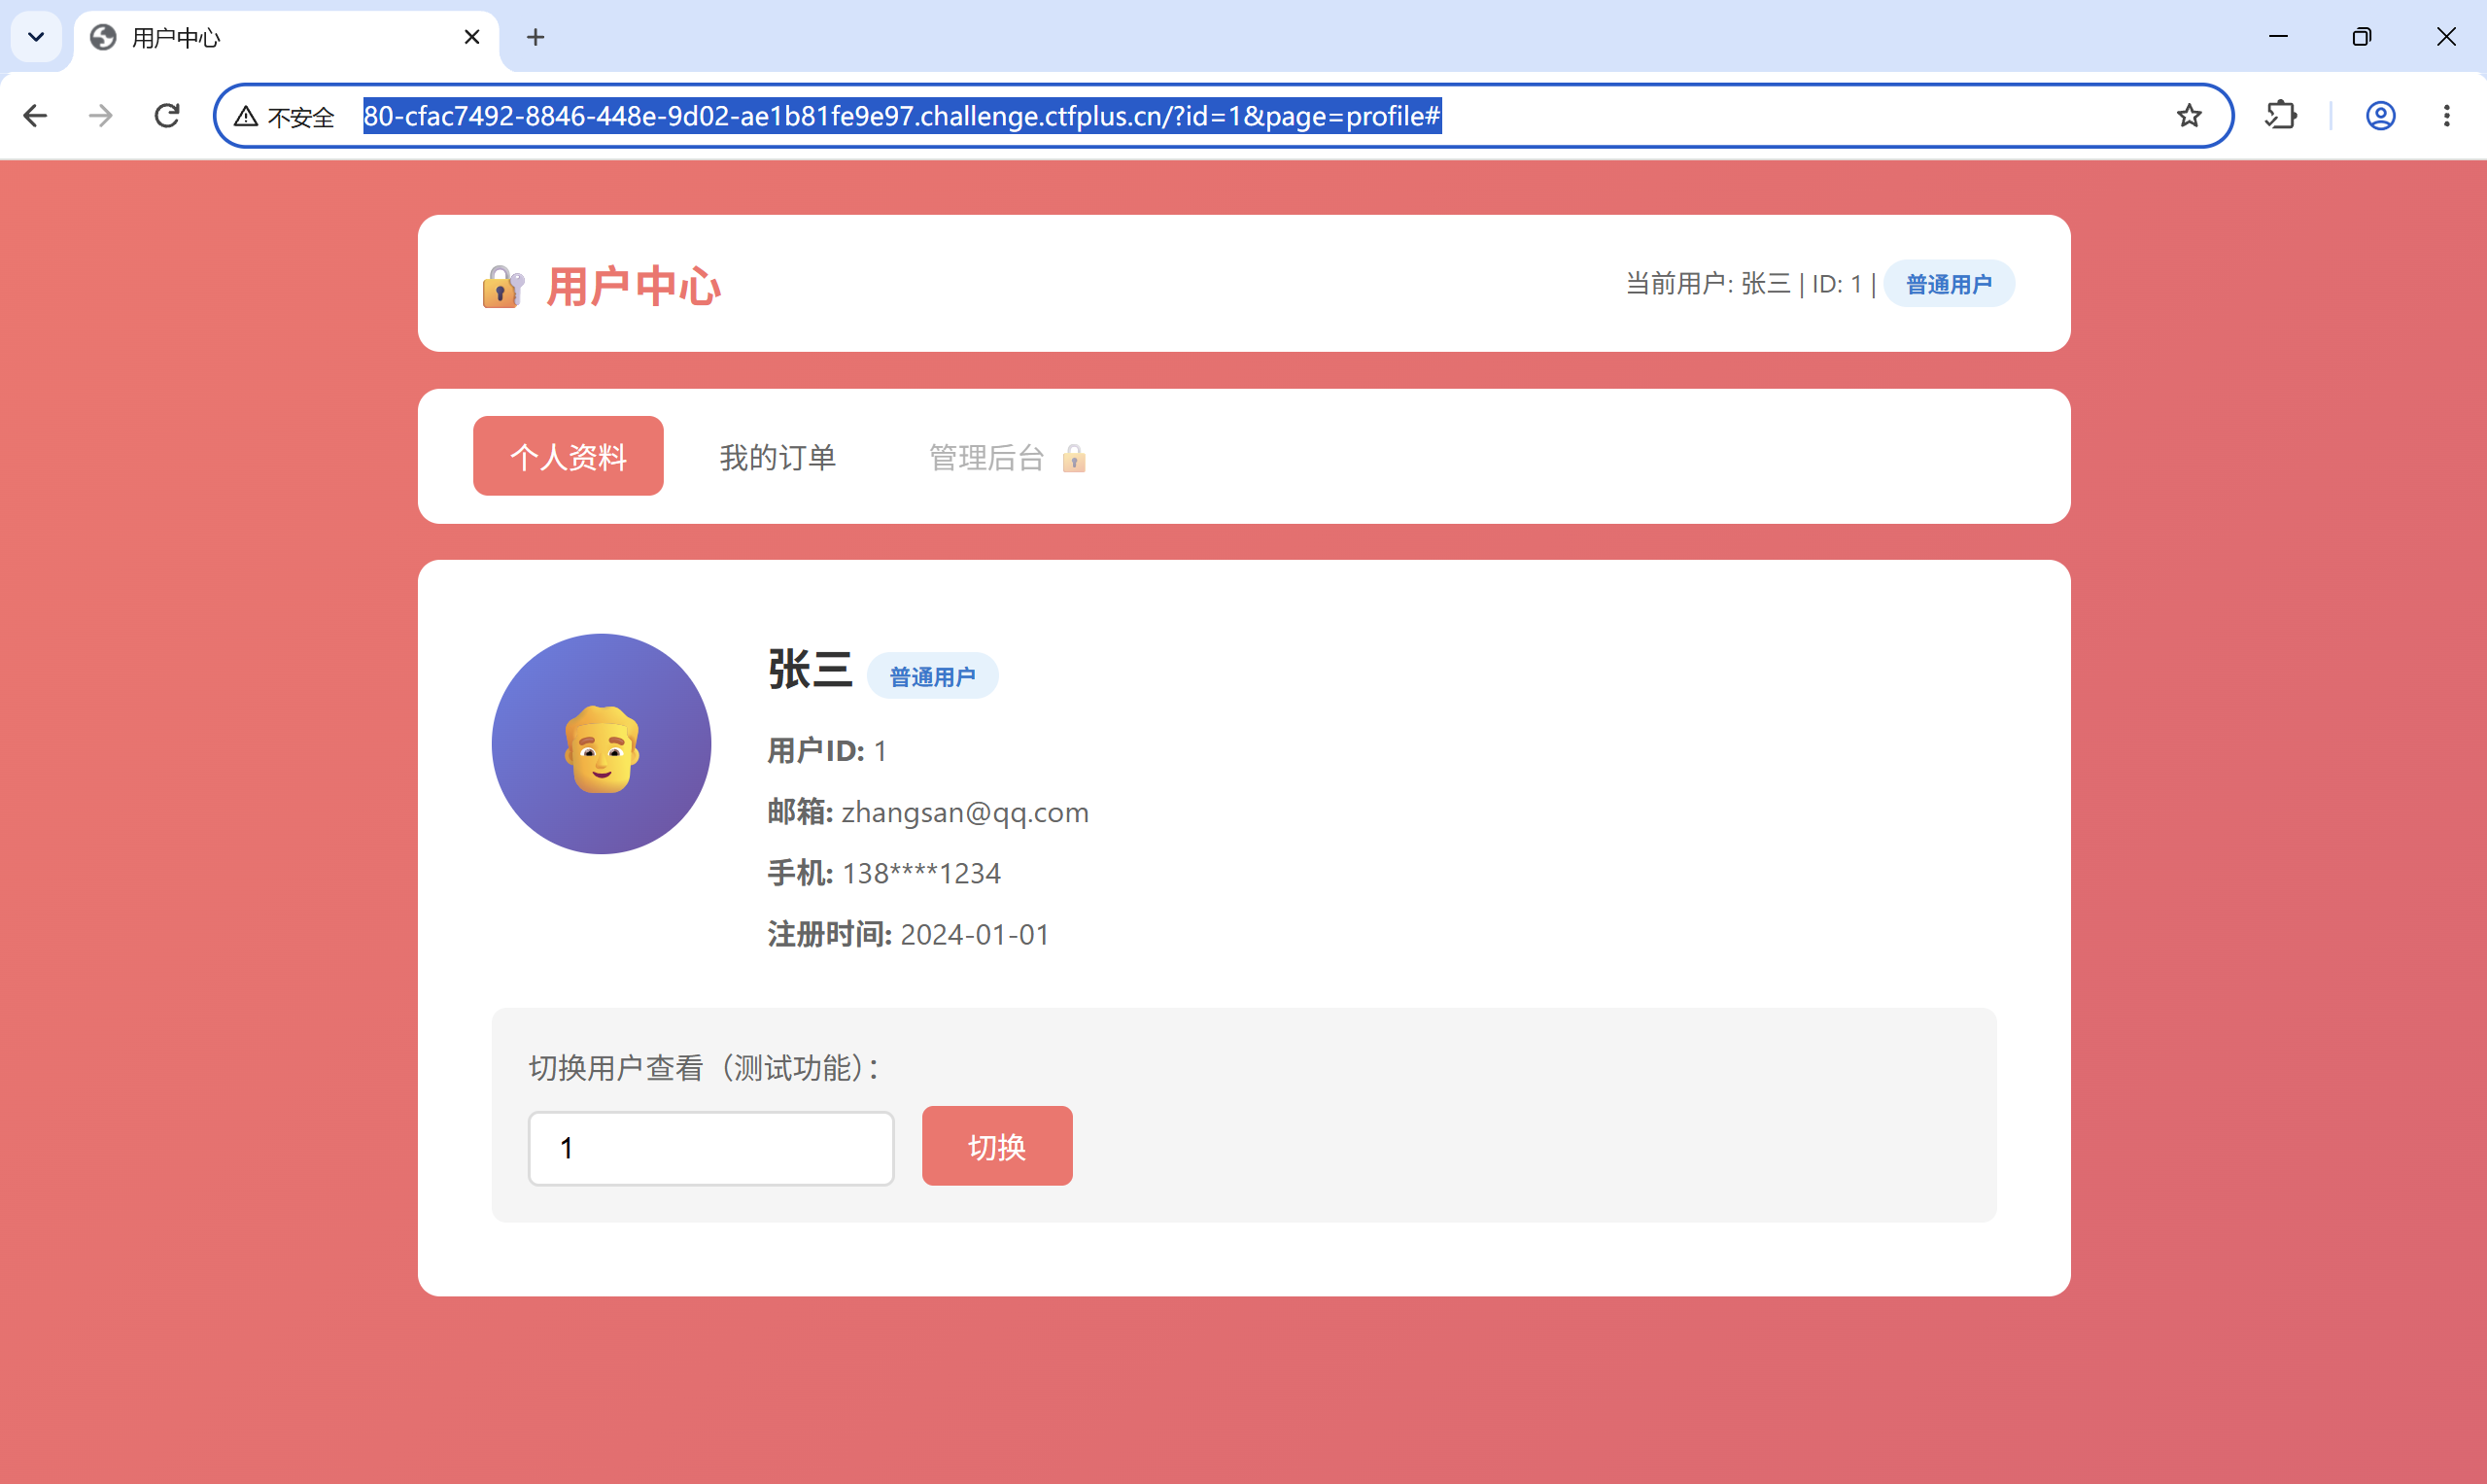 用户中心
不安全 80-cfac7492-8846-448e-9d02-ae1b81fe9e97.challenge.ctfplus.cn/?id=1&page=profile#
用户中心
当前用户: 张三 | ID: 1 | 普通用户
个人资料 我的订单 管理后台
张三 普通用户
用户ID: 1
邮箱: zhangsan@qq.com
手机: 138****1234
注册时间: 2024-01-01
切换用户查看（测试功能）：
1 切换